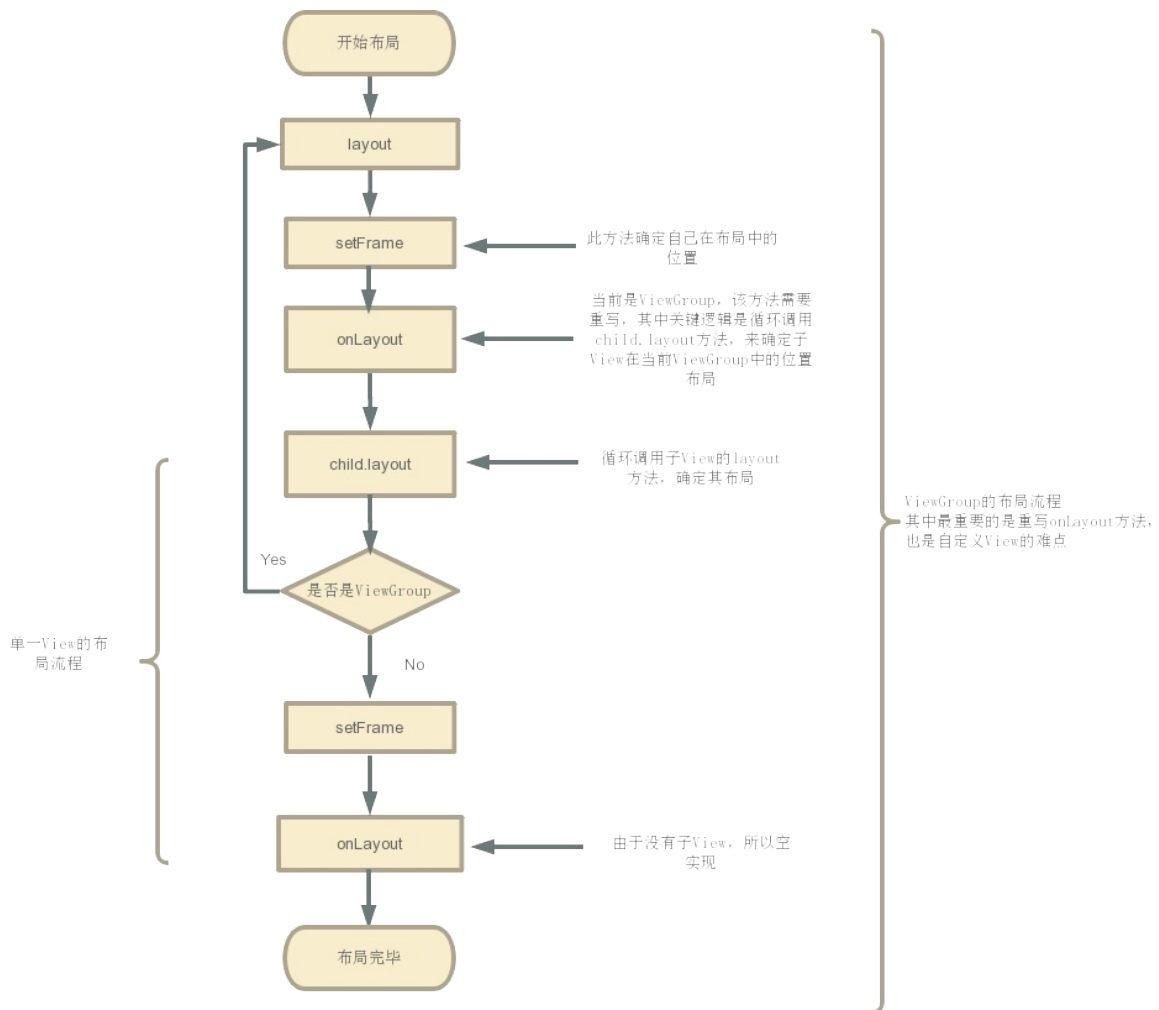 开始布局
layout
setFrame
此方法确定自己在布局中的
位置
onLayout
当前是ViewGroup，该方法需要
重写，其中关键逻辑是循环调用
child.layout方法，来确定子
View在当前ViewGroup中的位置
布局
child.layout
循环调用子View的layout
方法，确定其布局
ViewGroup的布局流程
其中最重要的是重写onLayout方法，
也是自定义View的难点
Yes
是否是ViewGroup
单一View的布
局流程
No
setFrame
onLayout
由于没有子View，所以空
实现
布局完毕